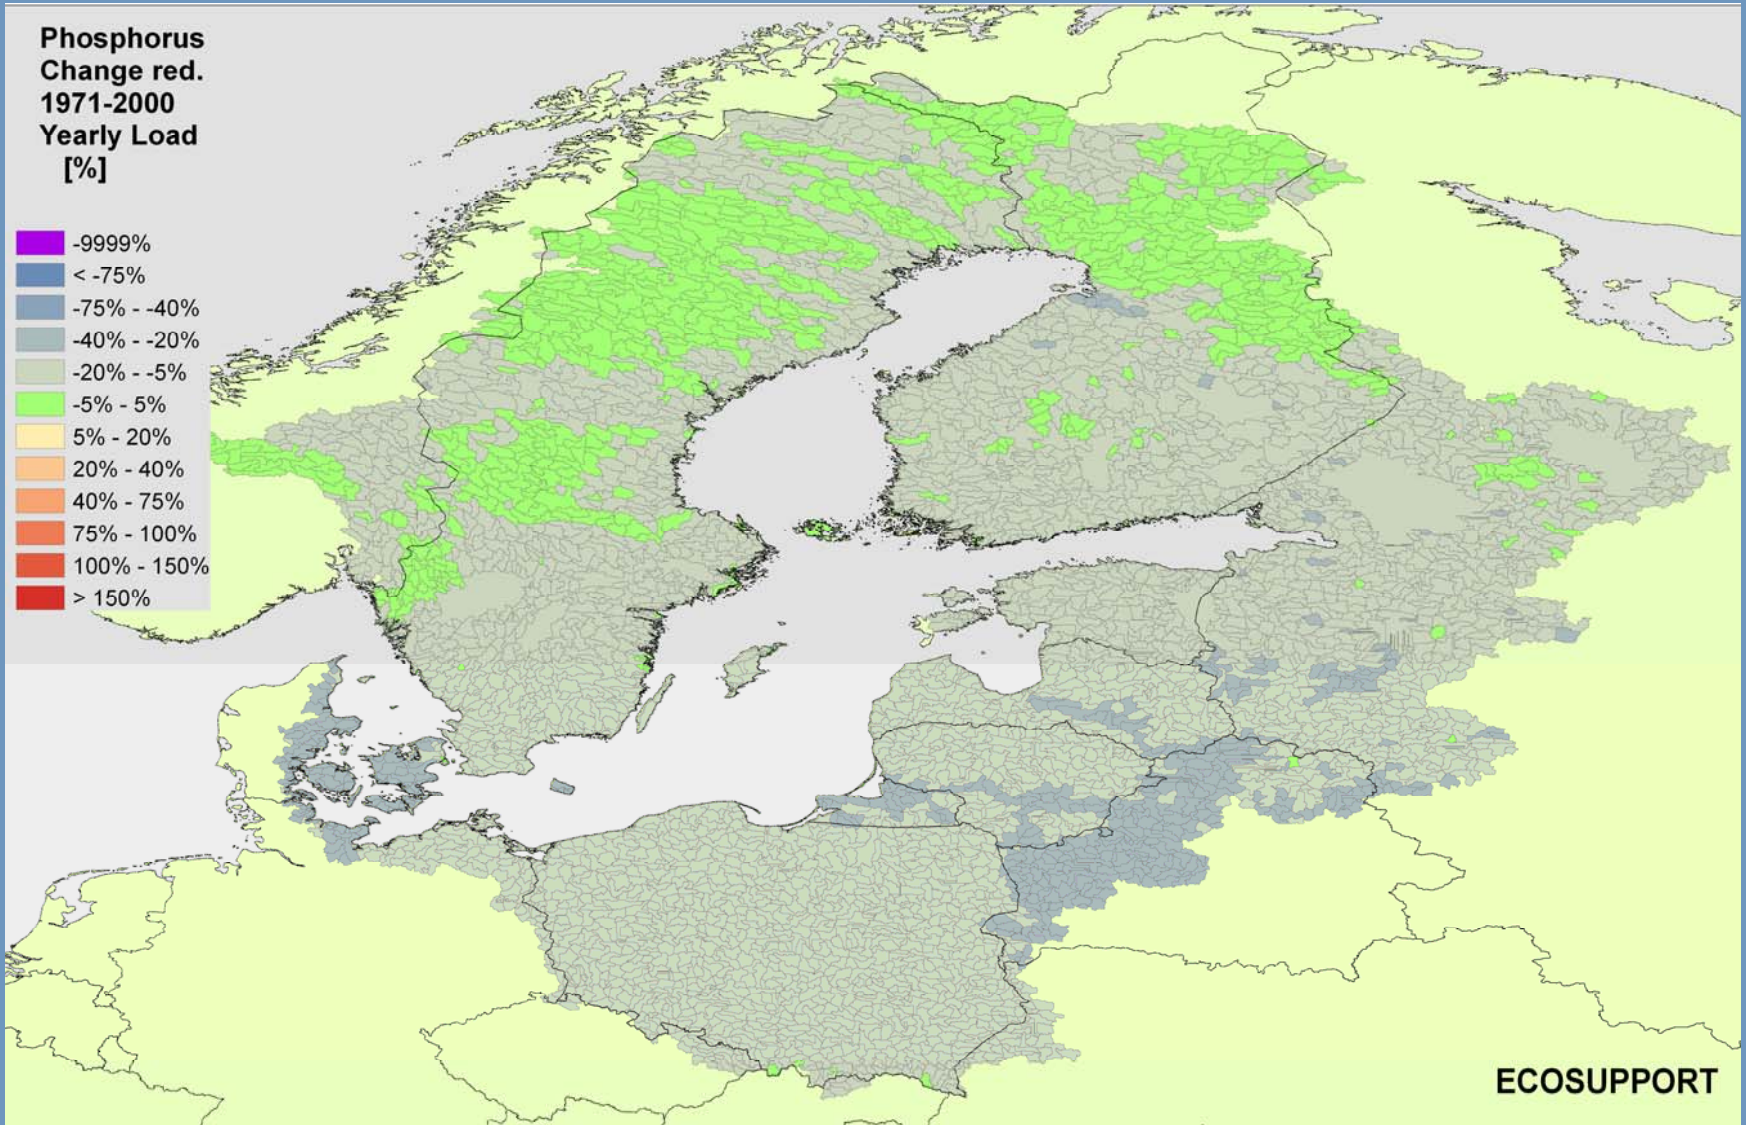 Phosphorus
Change red.
1971-2000
Yearly Load
[%]
-9999%
< -75%
-75% - -40%
-40% - -20%
-20% - -5%
-5% - 5%
5% - 20%
20% - 40%
40% - 75%
75% - 100%
100% - 150%
> 150%
ECOSUPPORT